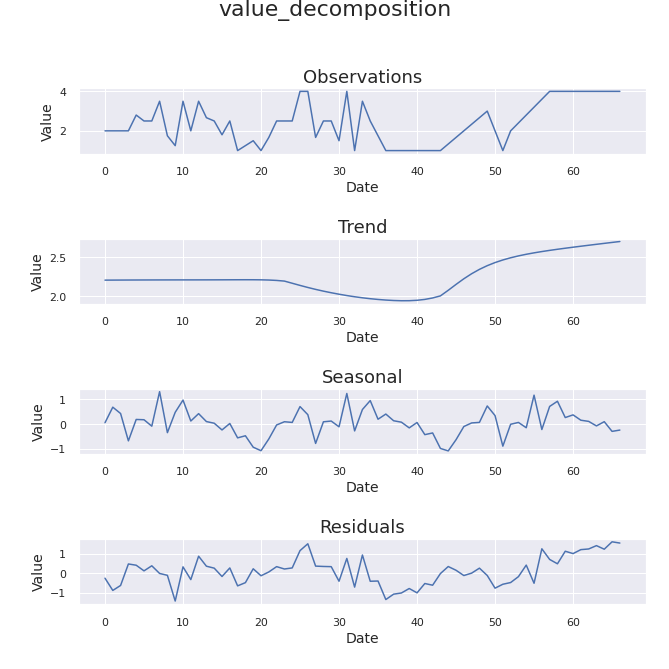 value_decomposition
Observations
4
2
Value
0 10 20 30 40 50 60
Date
Trend
2.5
2.0
Value
0 10 20 30 40 50 60
Date
Seasonal
1
0
−1
Value
0 10 20 30 40 50 60
Date
Residuals
1
0
−1
Value
0 10 20 30 40 50 60
Date